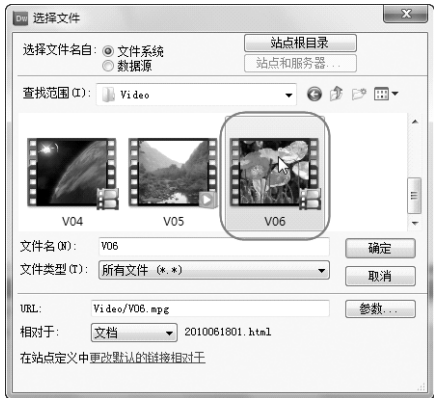 Dw 选择文件
选择文件名自: 文件系统 站点根目录
数据源 站点和服务器...
查找范围(I): Video
V04 V05 V06
文件名(N): V06 确定
文件类型(T): 所有文件 (*.*) 取消
URL: Video/V06.mpg 参数...
相对于: 文档 2010061801.html
在站点定义中更改默认的链接相对于